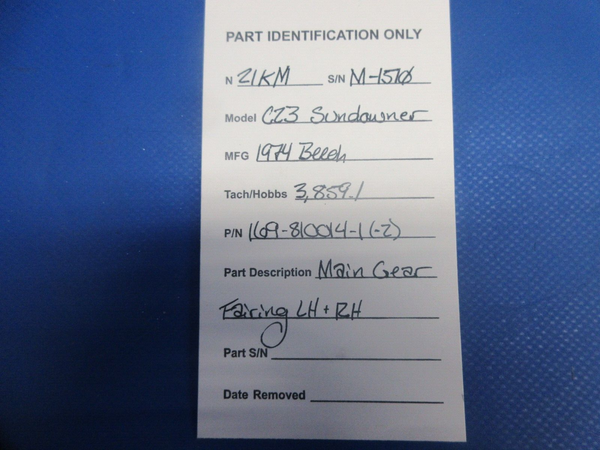 PART IDENTIFICATION ONLY
N 21KM S/N M-1510
Model C23 Sundowner
MFG 1974 Beech
Tach/Hobbs 3,859.1
P/N 169-810014-1 (-2)
Part Description Main Gear
Fairing LH + RH
Part S/N
Date Removed